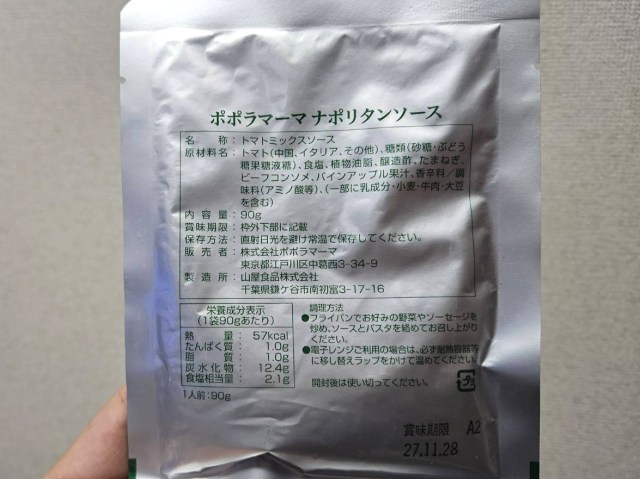 ポポラマーマ ナポリタンソース
名称：トマトミックスソース
原材料名：トマト(中国、イタリア、その他)、糖類(砂糖・ぶどう
糖果糖液糖)、食塩、植物油脂、醸造酢、たまねぎ、
ビーフコンソメ、パインアップル果汁、香辛料／調
味料(アミノ酸等)、(一部に乳成分・小麦・牛肉・大豆
を含む)
内容量：90g
賞味期限：枠外下部に記載
保存方法：直射日光を避け常温で保存してください。
販売者：株式会社ポポラマーマ
東京都江戸川区中葛西3-34-9
製造所：山屋食品株式会社
千葉県鎌ケ谷市南初富3-17-16
栄養成分表示
(1袋90gあたり)
熱量：57kcal
たんぱく質：1.0g
脂質：1.0g
炭水化物：12.4g
食塩相当量：2.1g
1人前：90g
調理方法
●フライパンでお好みの野菜やソーセージを
炒め、ソースとパスタを絡めてお召し上がり
ください。
●電子レンジご利用の場合は、必ず耐熱容器等
に移し替えラップをかけて温めてください。
開封後は使い切ってください。
プラ
賞味期限 A2
27.11.28